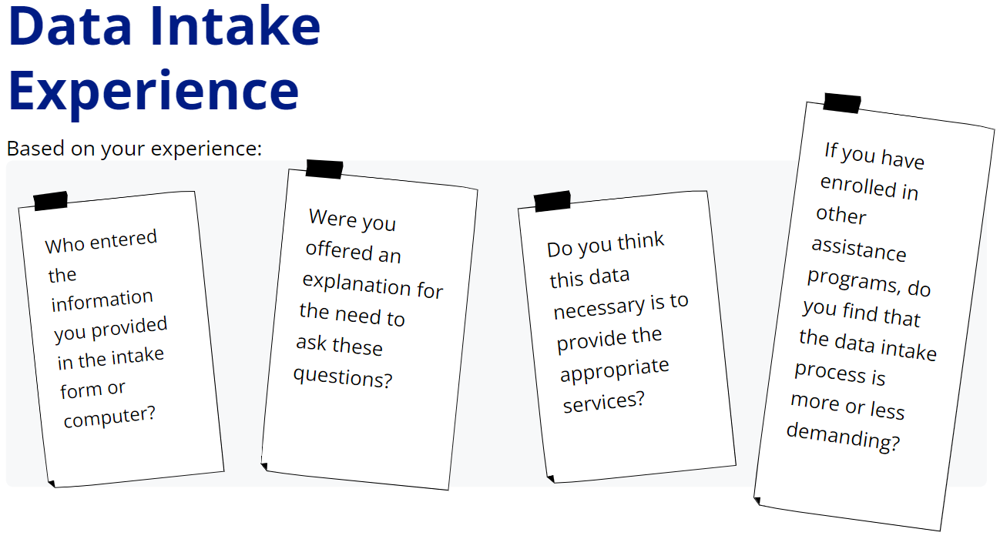 Data Intake
Experience
Based on your experience:
Who entered
the
information
you provided
in the intake
form or
computer?
Were you
offered an
explanation for
the need to
ask these
questions?
Do you think
this data
necessary is to
provide the
appropriate
services?
If you have
enrolled in
other
assistance
programs, do
you find that
the data intake
process is
more or less
demanding?